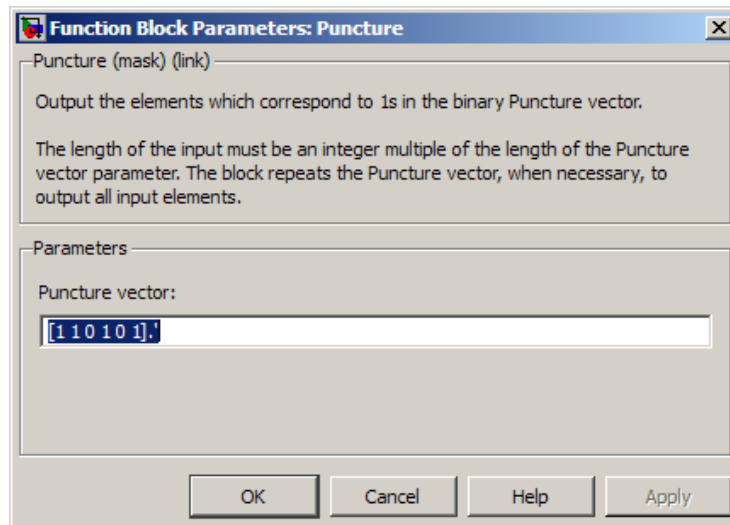 Function Block Parameters: Puncture
Puncture (mask) (link)
Output the elements which correspond to 1s in the binary Puncture vector.
The length of the input must be an integer multiple of the length of the Puncture
vector parameter. The block repeats the Puncture vector, when necessary, to
output all input elements.
Parameters
Puncture vector:
[1 1 0 1 0 1].'
OK Cancel Help Apply